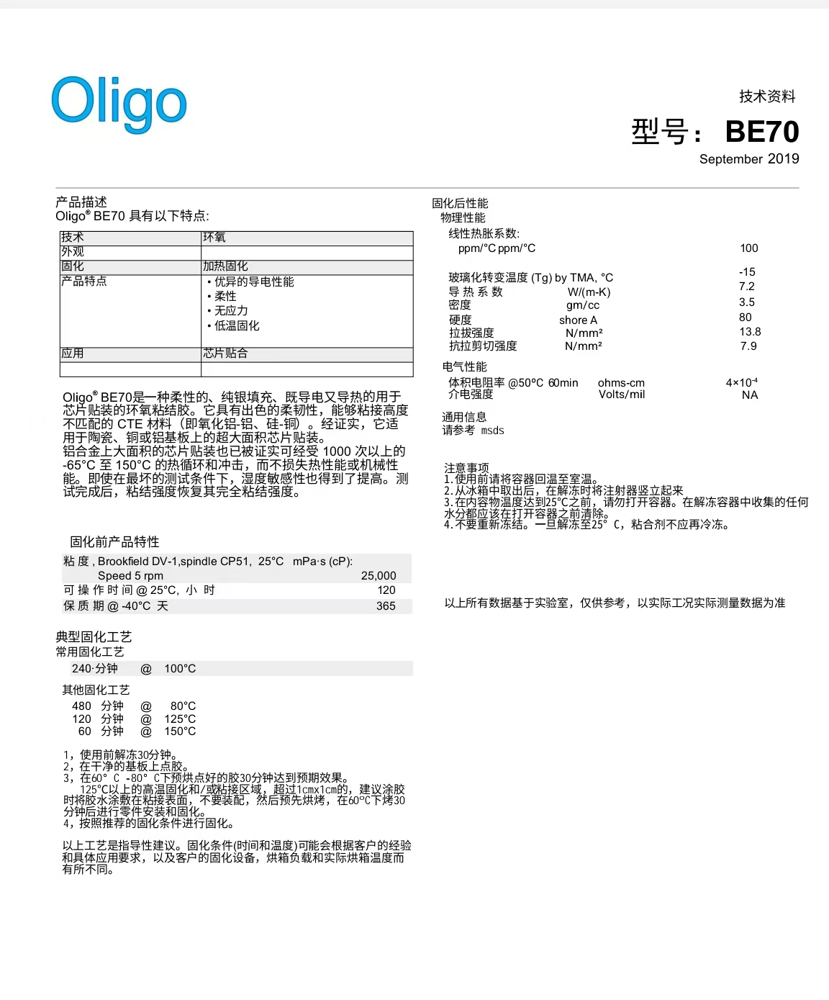 Oligo
技术资料
型号： BE70
September 2019
产品描述
Oligo® BE70 具有以下特点:
技术 环氧
外观
固化 加热固化
产品特点 • 优异的导电性能
• 柔性
• 无应力
• 低温固化
应用 芯片贴合
Oligo® BE70是一种柔性的、纯银填充、既导电又导热的用于
芯片贴装的环氧粘结胶。它具有出色的柔韧性，能够粘接高度
不匹配的 CTE 材料（即氧化铝-铝、硅-铜）。经证实，它适
用于陶瓷、铜或铝基板上的超大面积芯片贴装。
铝合金上大面积的芯片贴装也已被证实可经受 1000 次以上的
-65°C 至 150°C 的热循环和冲击，而不损失热性能或机械性
能。即使在最坏的测试条件下，湿度敏感性也得到了提高。测
试完成后，粘结强度恢复其完全粘结强度。
固化前产品特性
粘 度 , Brookfield DV-1,spindle CP51, 25°C mPa·s (cP):
Speed 5 rpm 25,000
可 操 作 时 间 @ 25°C, 小 时 120
保 质 期 @ -40°C 天 365
典型固化工艺
常用固化工艺
240·分钟 @ 100°C
其他固化工艺
480 分钟 @ 80°C
120 分钟 @ 125°C
60 分钟 @ 150°C
1，使用前解冻30分钟。
2，在干净的基板上点胶。
3，在60° C -80° C下预烘点好的胶30分钟达到预期效果。
125℃以上的高温固化和/或粘接区域，超过1cmx1cm的，建议涂胶
时将胶水涂敷在粘接表面，不要装配，然后预先烘烤，在60°C下烤30
分钟后进行零件安装和固化。
4，按照推荐的固化条件进行固化。
以上工艺是指导性建议。固化条件(时间和温度)可能会根据客户的经验
和具体应用要求，以及客户的固化设备，烘箱负载和实际烘箱温度而
有所不同。
固化后性能
物理性能
线性热胀系数:
ppm/°C ppm/°C 100
玻璃化转变温度 (Tg) by TMA, °C -15
导 热 系 数 W/(m-K) 7.2
密度 gm/cc 3.5
硬度 shore A 80
拉拔强度 N/mm² 13.8
抗拉剪切强度 N/mm² 7.9
电气性能
体积电阻率 @50ºC 60min ohms-cm 4×10⁻⁴
介电强度 Volts/mil NA
通用信息
请参考 msds
注意事项
1.使用前请将容器回温至室温。
2.从冰箱中取出后，在解冻时将注射器竖立起来
3.在内容物温度达到25℃之前，请勿打开容器。在解冻容器中收集的任何
水分都应该在打开容器之前清除。
4.不要重新冻结。一旦解冻至25° C，粘合剂不应再冷冻。
以上所有数据基于实验室，仅供参考，以实际工况实际测量数据为准